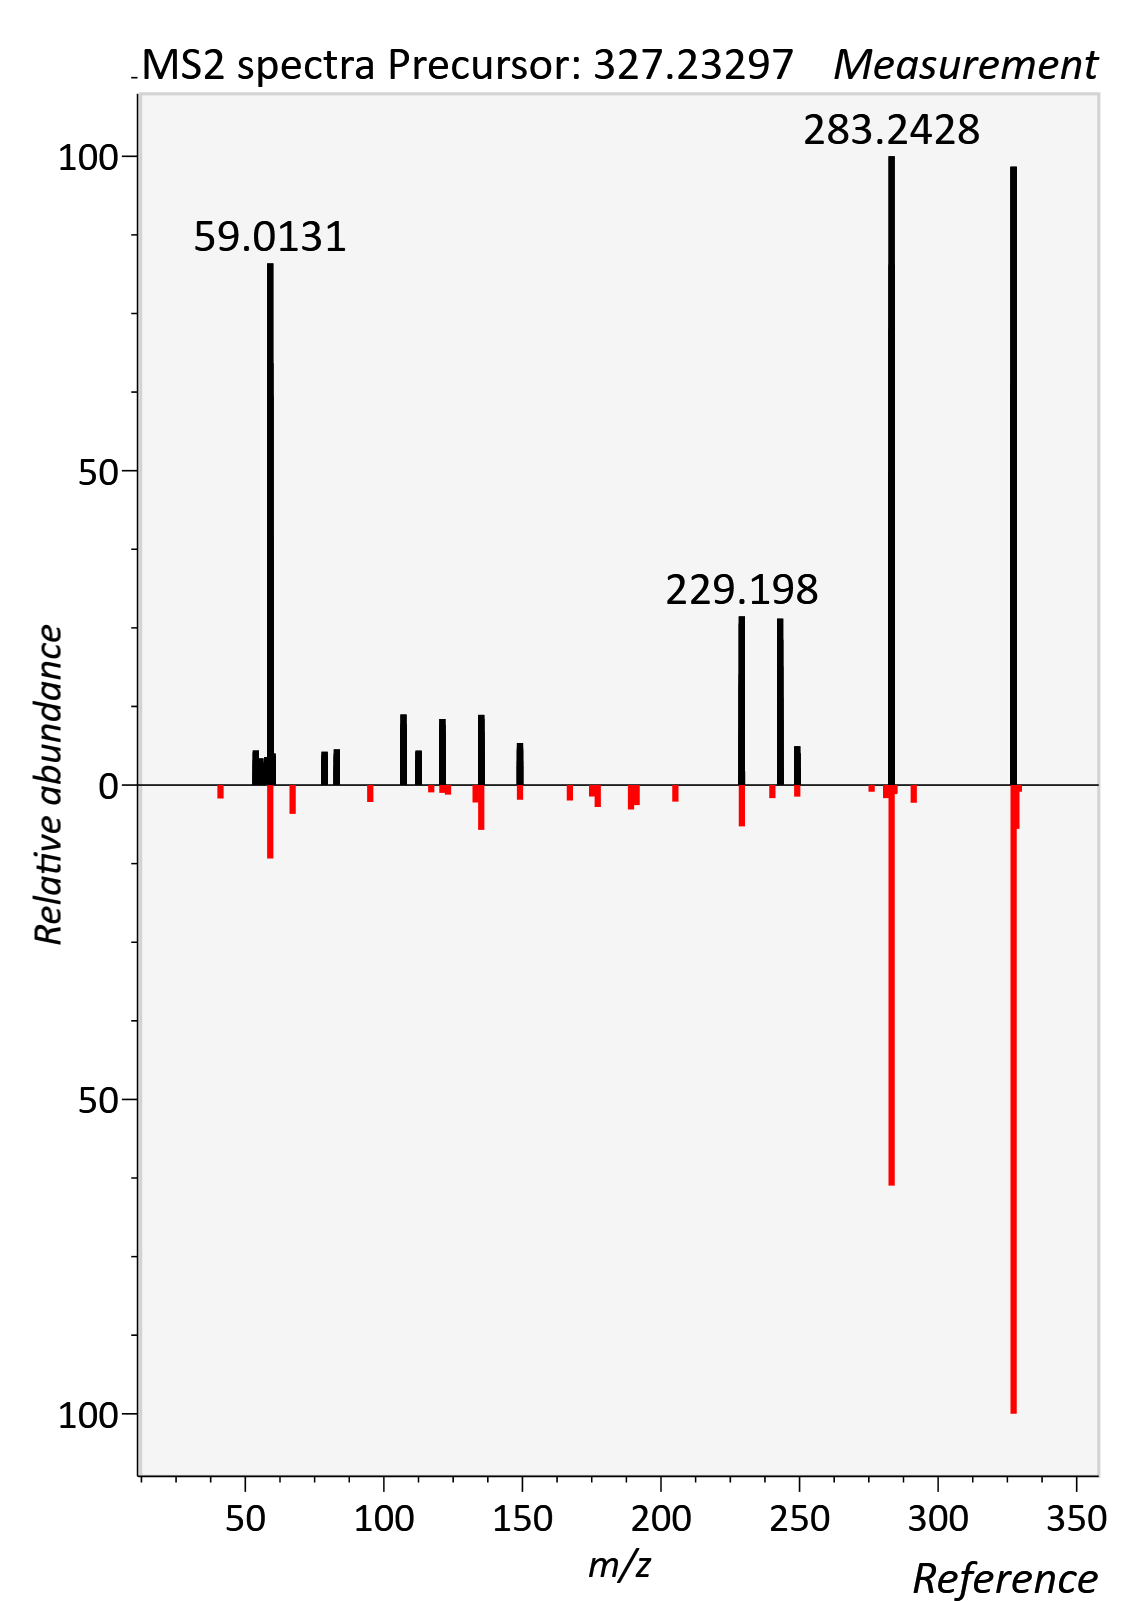 MS2 spectra Precursor: 327.23297 Measurement
283.2428
100
59.0131
50
229.198
0
50
100
Relative abundance
50 100 150 200 250 300 350
m/z
Reference